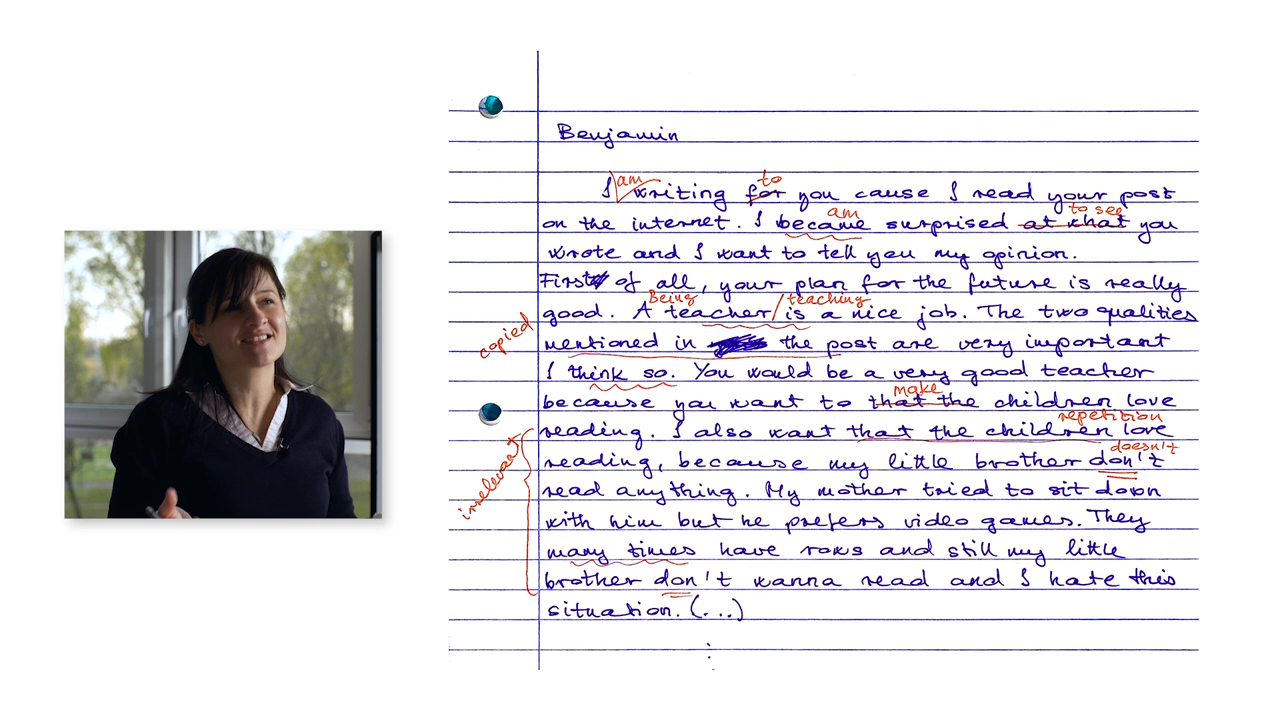 Benjamin
am to
I writing for you cause I read your post
am to see
on the internet. I became surprised at what you
wrote and I want to tell you my opinion.
First of all, your plan for the future is really
Being teaching
good. A teacher / is a nice job. The two qualities
copied
mentioned in the post are very important
I think so. You would be a very good teacher
make
because you want to that the children love
repetition
reading. I also want that the children love
doesn't
irrelevant
reading, because my little brother don't
read anything. My mother tried to sit down
with him but he prefers video games. They
many times have rows and still my little
brother don't wanna read and I hate this
situation. (...)